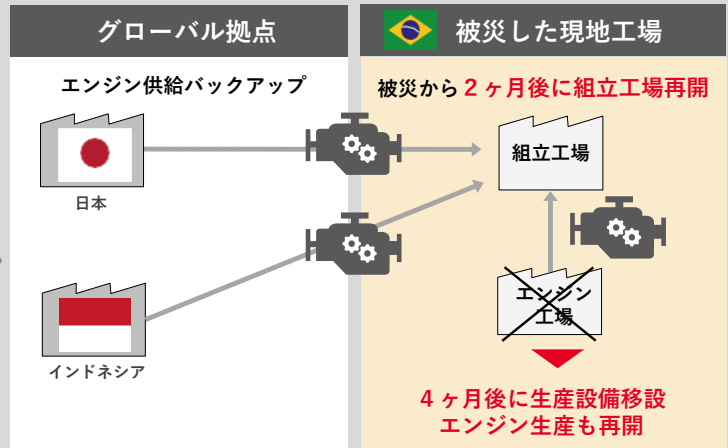 グローバル拠点
エンジン供給バックアップ
日本
インドネシア
被災した現地工場
被災から２ヶ月後に組立工場再開
組立工場
エンジン
工場
４ヶ月後に生産設備移設
エンジン生産も再開